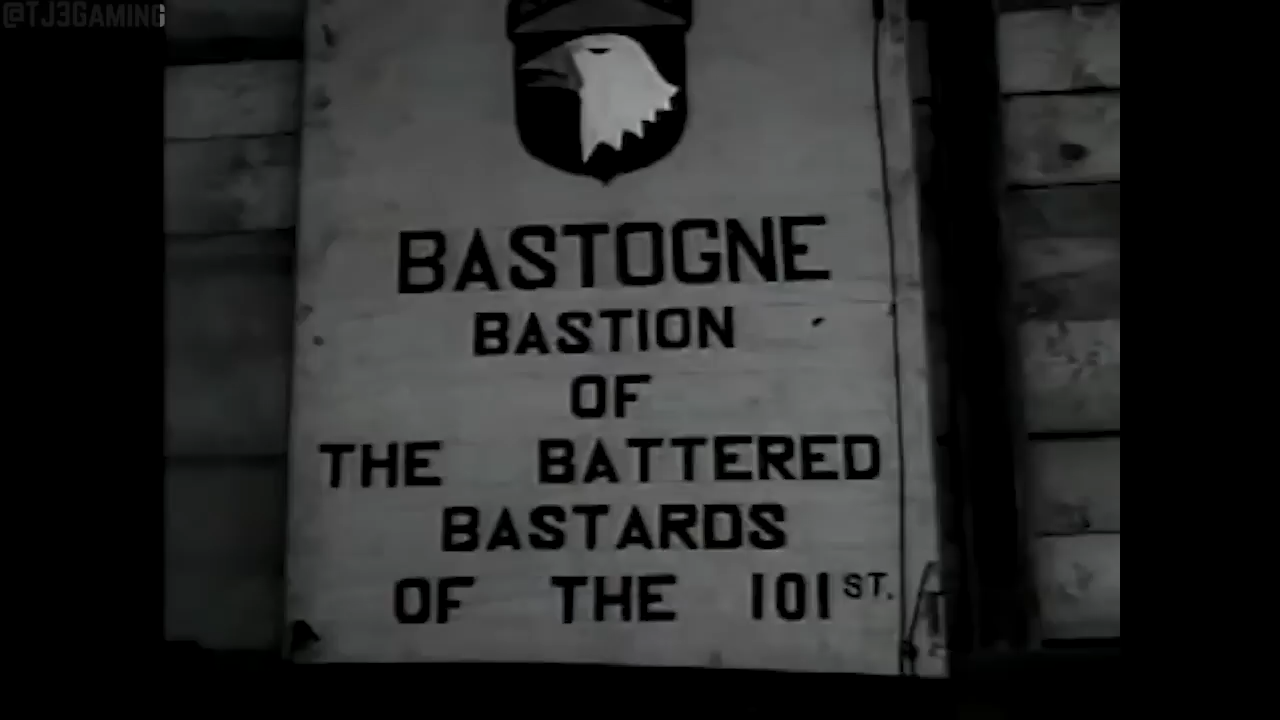 @TJ3GAMING
BASTOGNE
BASTION
OF
THE BATTERED
BASTARDS
OF THE 101ST.